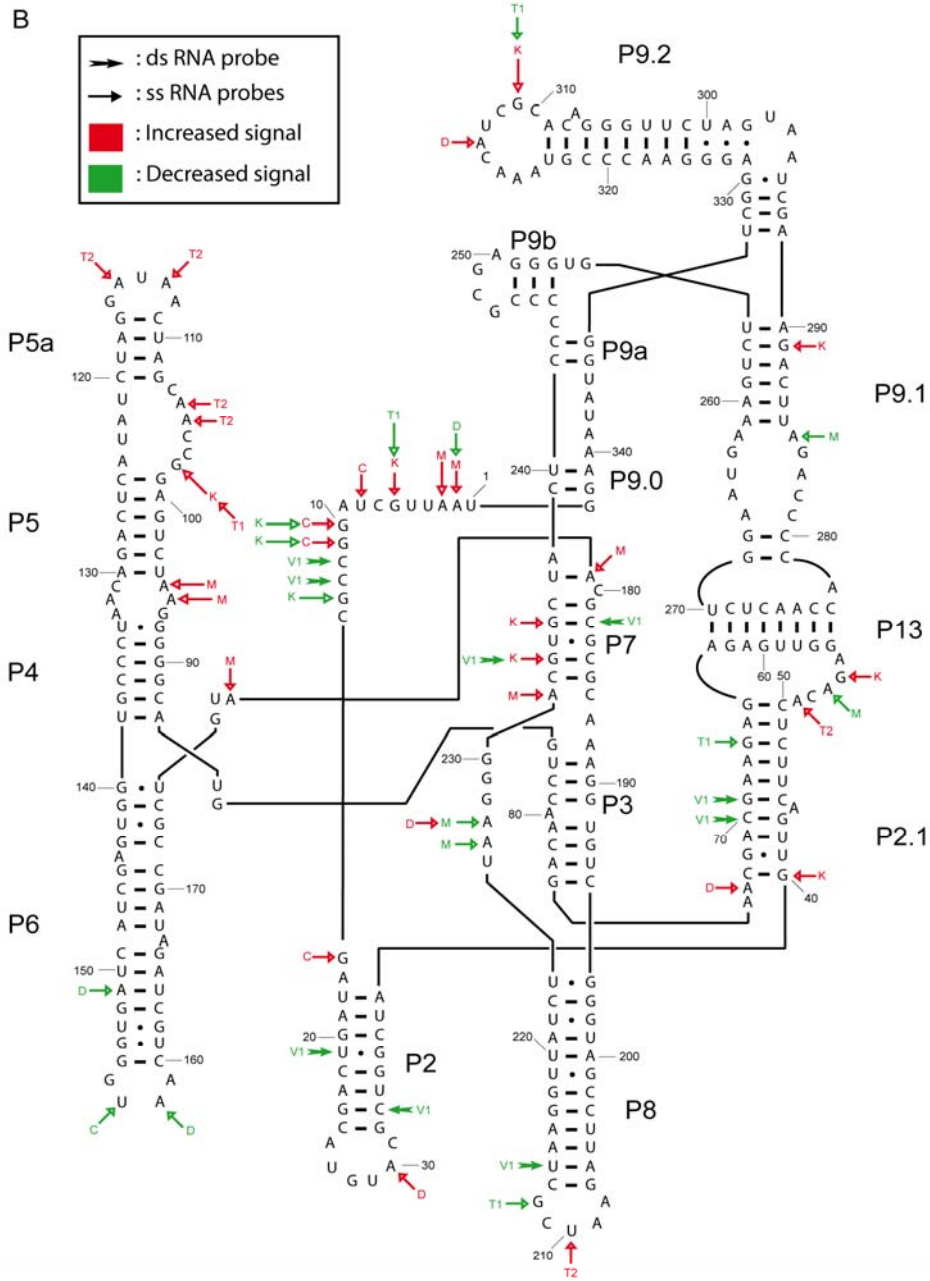 B
: ds RNA probe
: ss RNA probes
: Increased signal
: Decreased signal
T1
K
P9.2
310
300
G C A
C A C A G G G U U C U A G U A
U
D A
C U G C C C A A G G G A A
A A A
320
U
330
G C
G G
C A
U
P9b
250 A G G G U G
G
C C C C
G C
T2 A U A T2
G A
G C
A U 110
P5a
U A
120 C G
C
U A T2
A A T2
U C
A C
C G
K
T1
U G
P5
C A 100
C G
G U
A C
130 A U
C A M
A A M
U G
C G
P4
C G 90
C G
G C
U A
M
U A
G
U
G
140 G U
G C
U G
G C
A
G C
P6
C G 170
U A
A U
A
C G
150 U A
D A U
G C
U G
G U
G C 160
G A
U A
C D
T1 D
C K M M
10 A U C G U U A A U 1
K C G
K C G
V1 C
V1 C
K G
C
C G
A
U A
A U
20 G C
V1 U G
P2
C G
A U
G C V1
C G
A C
U A 30
G U D
C
C G
P9a
C G
U
A
U
A
A
240 U A 340
P9.0
C G
G
A M
A C 180
U G
C C V1
K G G
P7
U C
V1 K G G
C C
M A
A
230 G G A
G U A
G C G 190
D M A C G
P3
M A 80 A U
U C G
A U
G C
U G
C G
U G
A U
220 U A 200
U G
G C
P8
G C
A U
A U
V1 U A
C G
T1 G A
C U A
210
T2
U A 290
C G K
U A
G C
P9.1
260 A U
A U
A A M
G G
U A
A C
A C
G C 280
G C
A
270 U C U C A A C C
P13
A G A G U U G G A
60 50
G K
A M
C
A
T2
G C
A U
T1 G C
A U
A U
V1 G C
V1 C A
70 A G
P2.1
G U
C U
D A G K
A 40